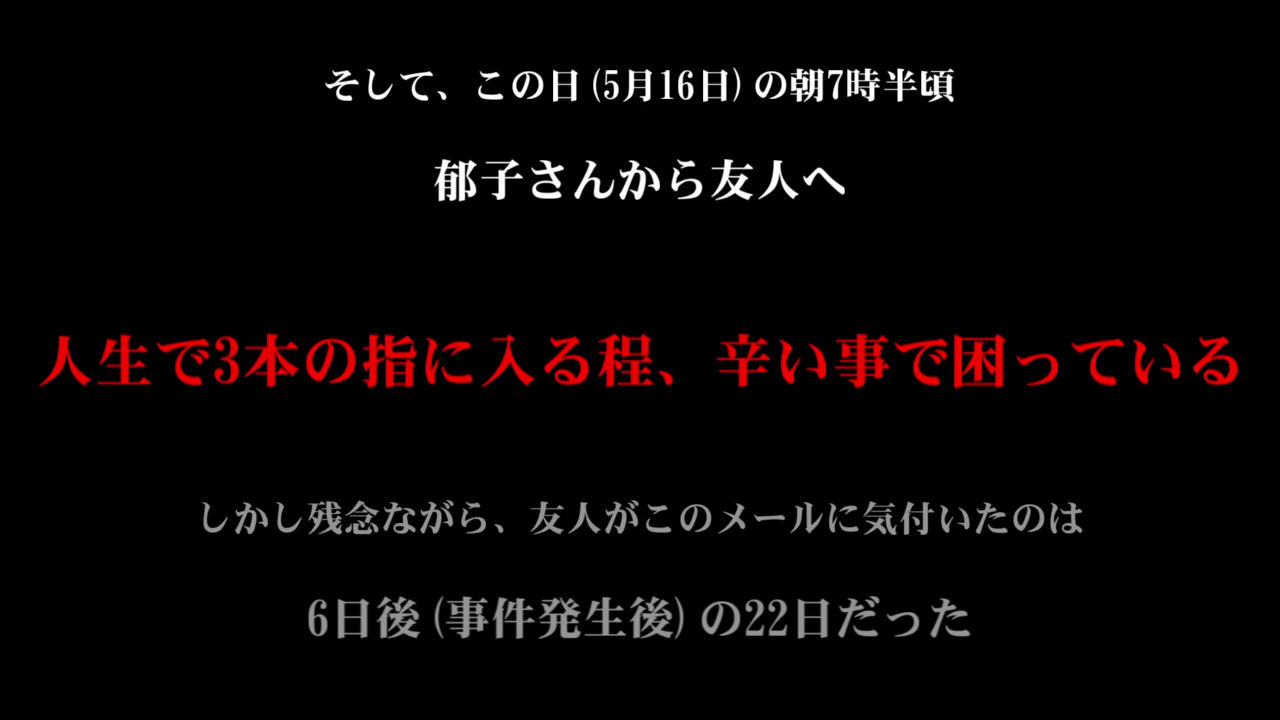 そして、この日(5月16日)の朝7時半頃
郁子さんから友人へ
人生で3本の指に入る程、辛い事で困っている
しかし残念ながら、友人がこのメールに気付いたのは
6日後(事件発生後)の22日だった